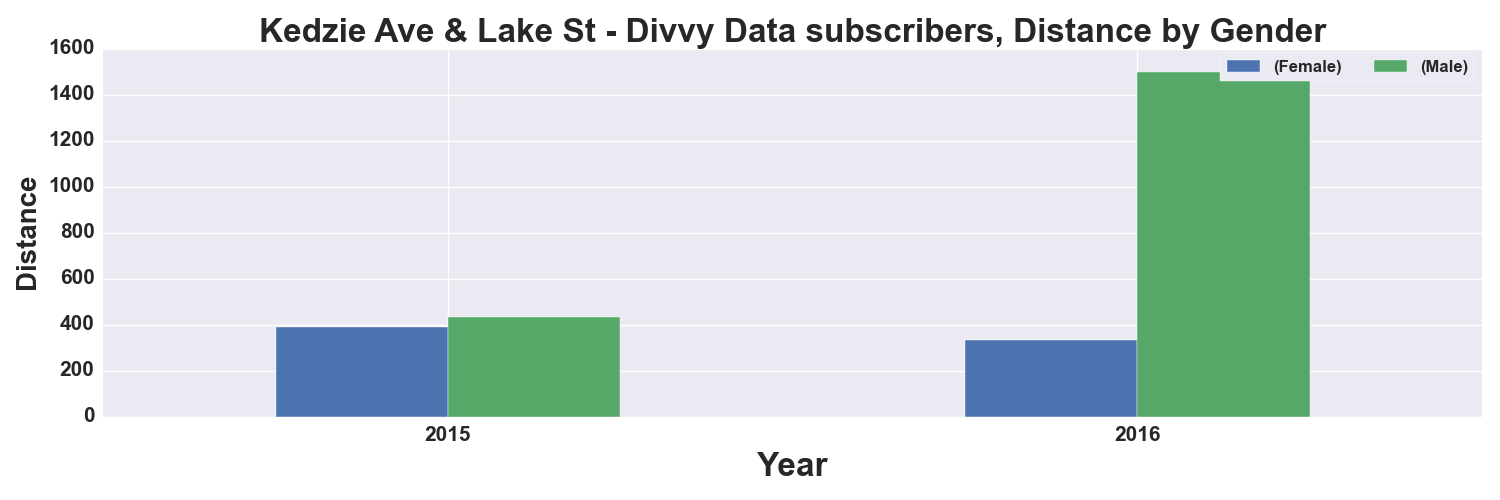 Kedzie Ave & Lake St - Divvy Data subscribers, Distance by Gender
(Female) (Male)
Distance
1600
1400
1200
1000
800
600
400
200
0
2015 2016
Year